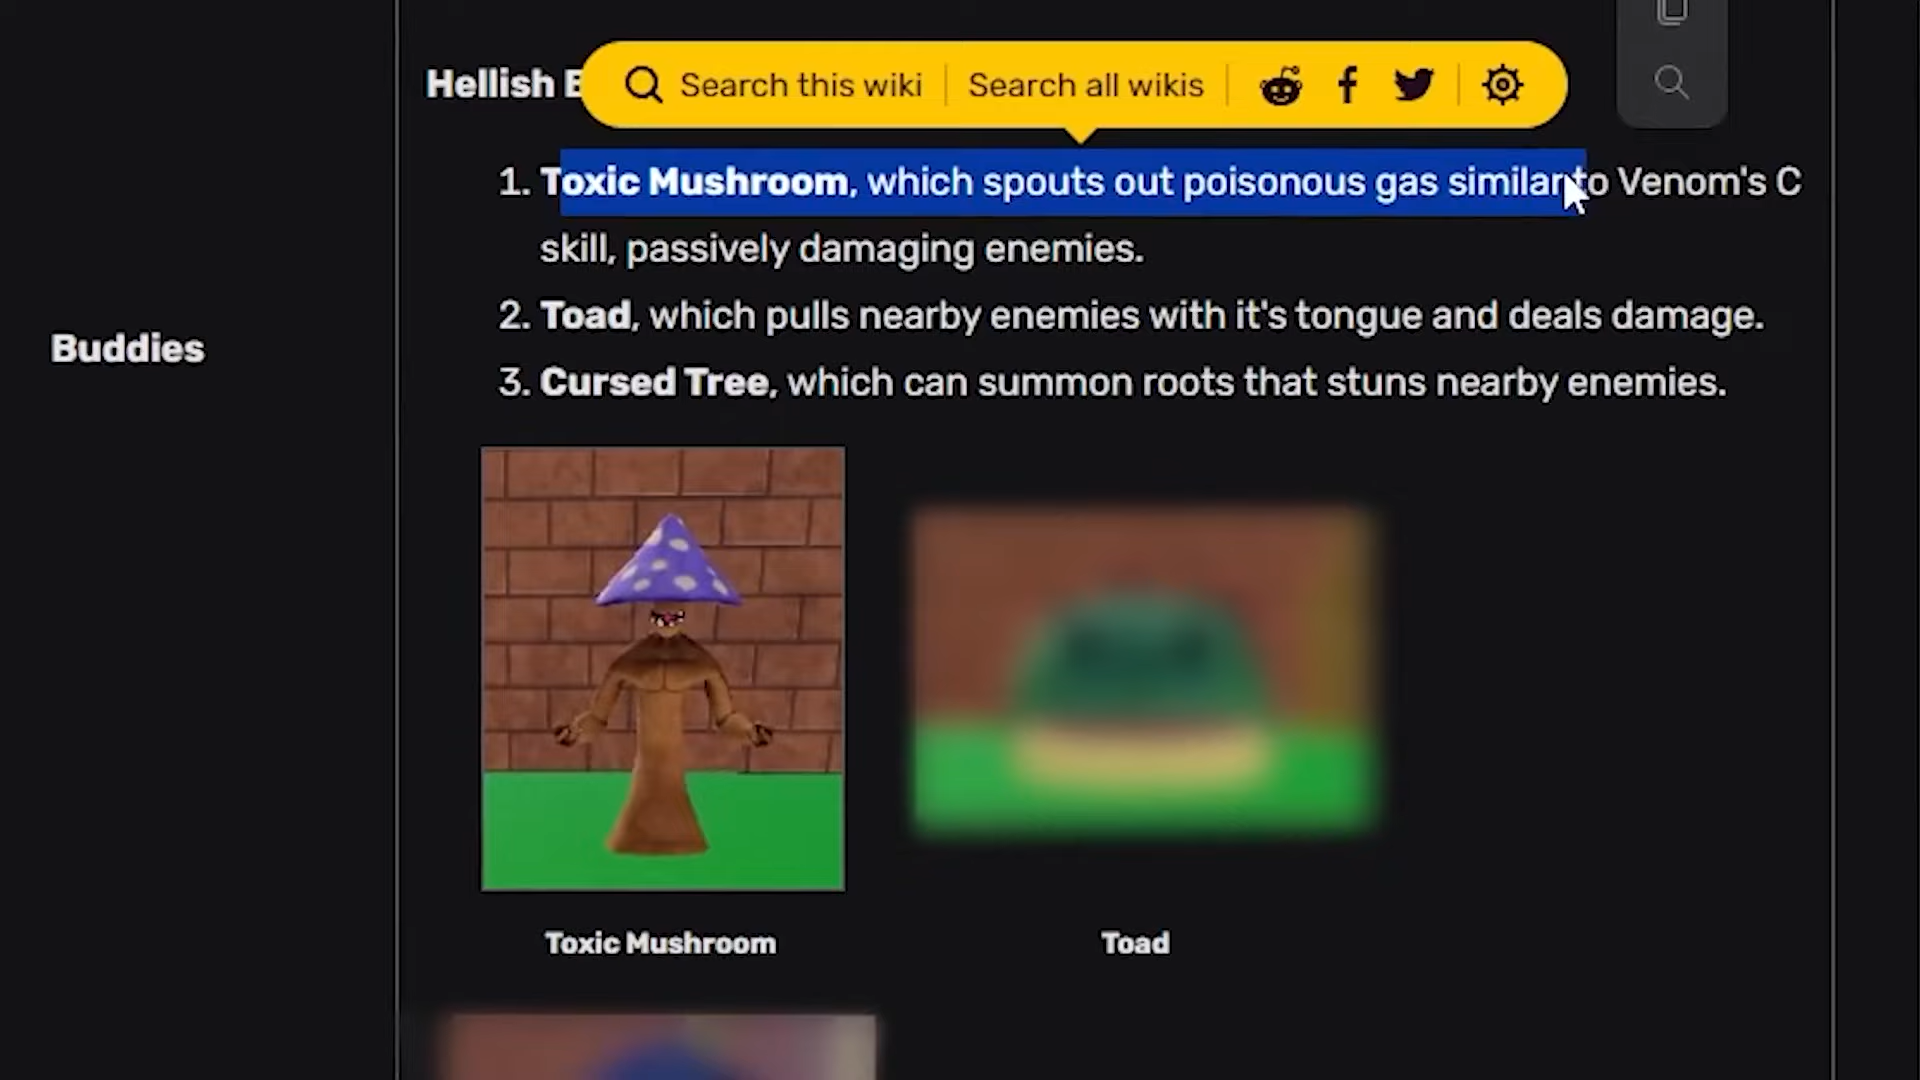 Hellish
Search this wiki
Search all wikis
1. Toxic Mushroom, which spouts out poisonous gas similar to Venom's C
skill, passively damaging enemies.
2. Toad, which pulls nearby enemies with it's tongue and deals damage.
Buddies
3. Cursed Tree, which can summon roots that stuns nearby enemies.
Toxic Mushroom
Toad